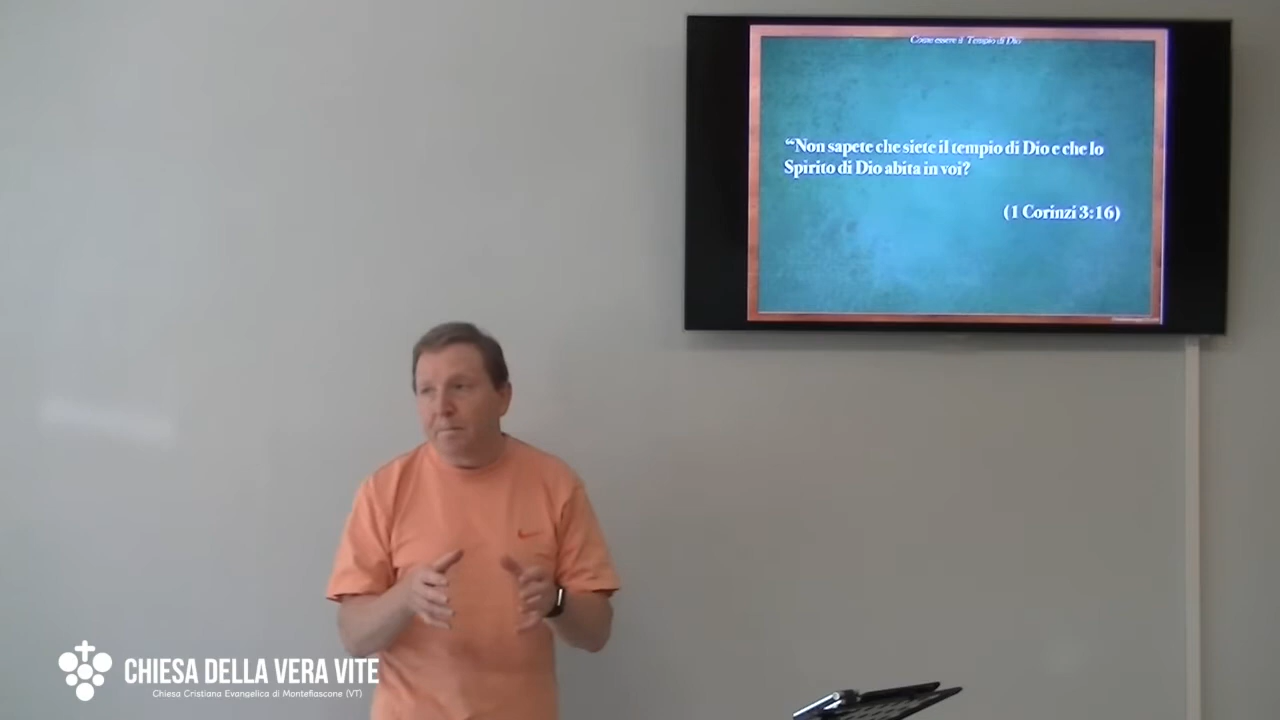 Come essere il Tempio di Dio
“Non sapete che siete il tempio di Dio e che lo
Spirito di Dio abita in voi?
(1 Corinzi 3:16)
CHIESA DELLA VERA VITE
Chiesa Cristiana Evangelica di Montefiascone (VT)